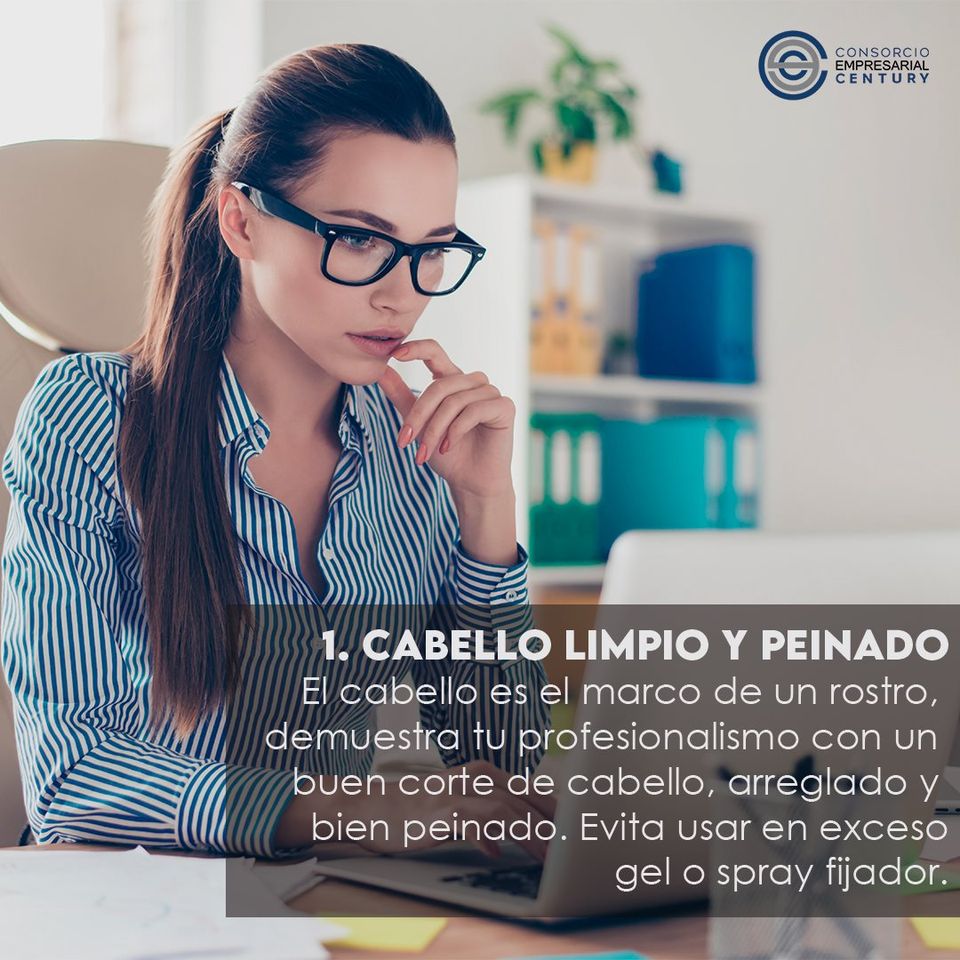 CONSORCIO
EMPRESARIAL
CENTURY
1. CABELLO LIMPIO Y PEINADO
El cabello es el marco de un rostro,
demuestra tu profesionalismo con un
buen corte de cabello, arreglado y
bien peinado. Evita usar en exceso
gel o spray fijador.